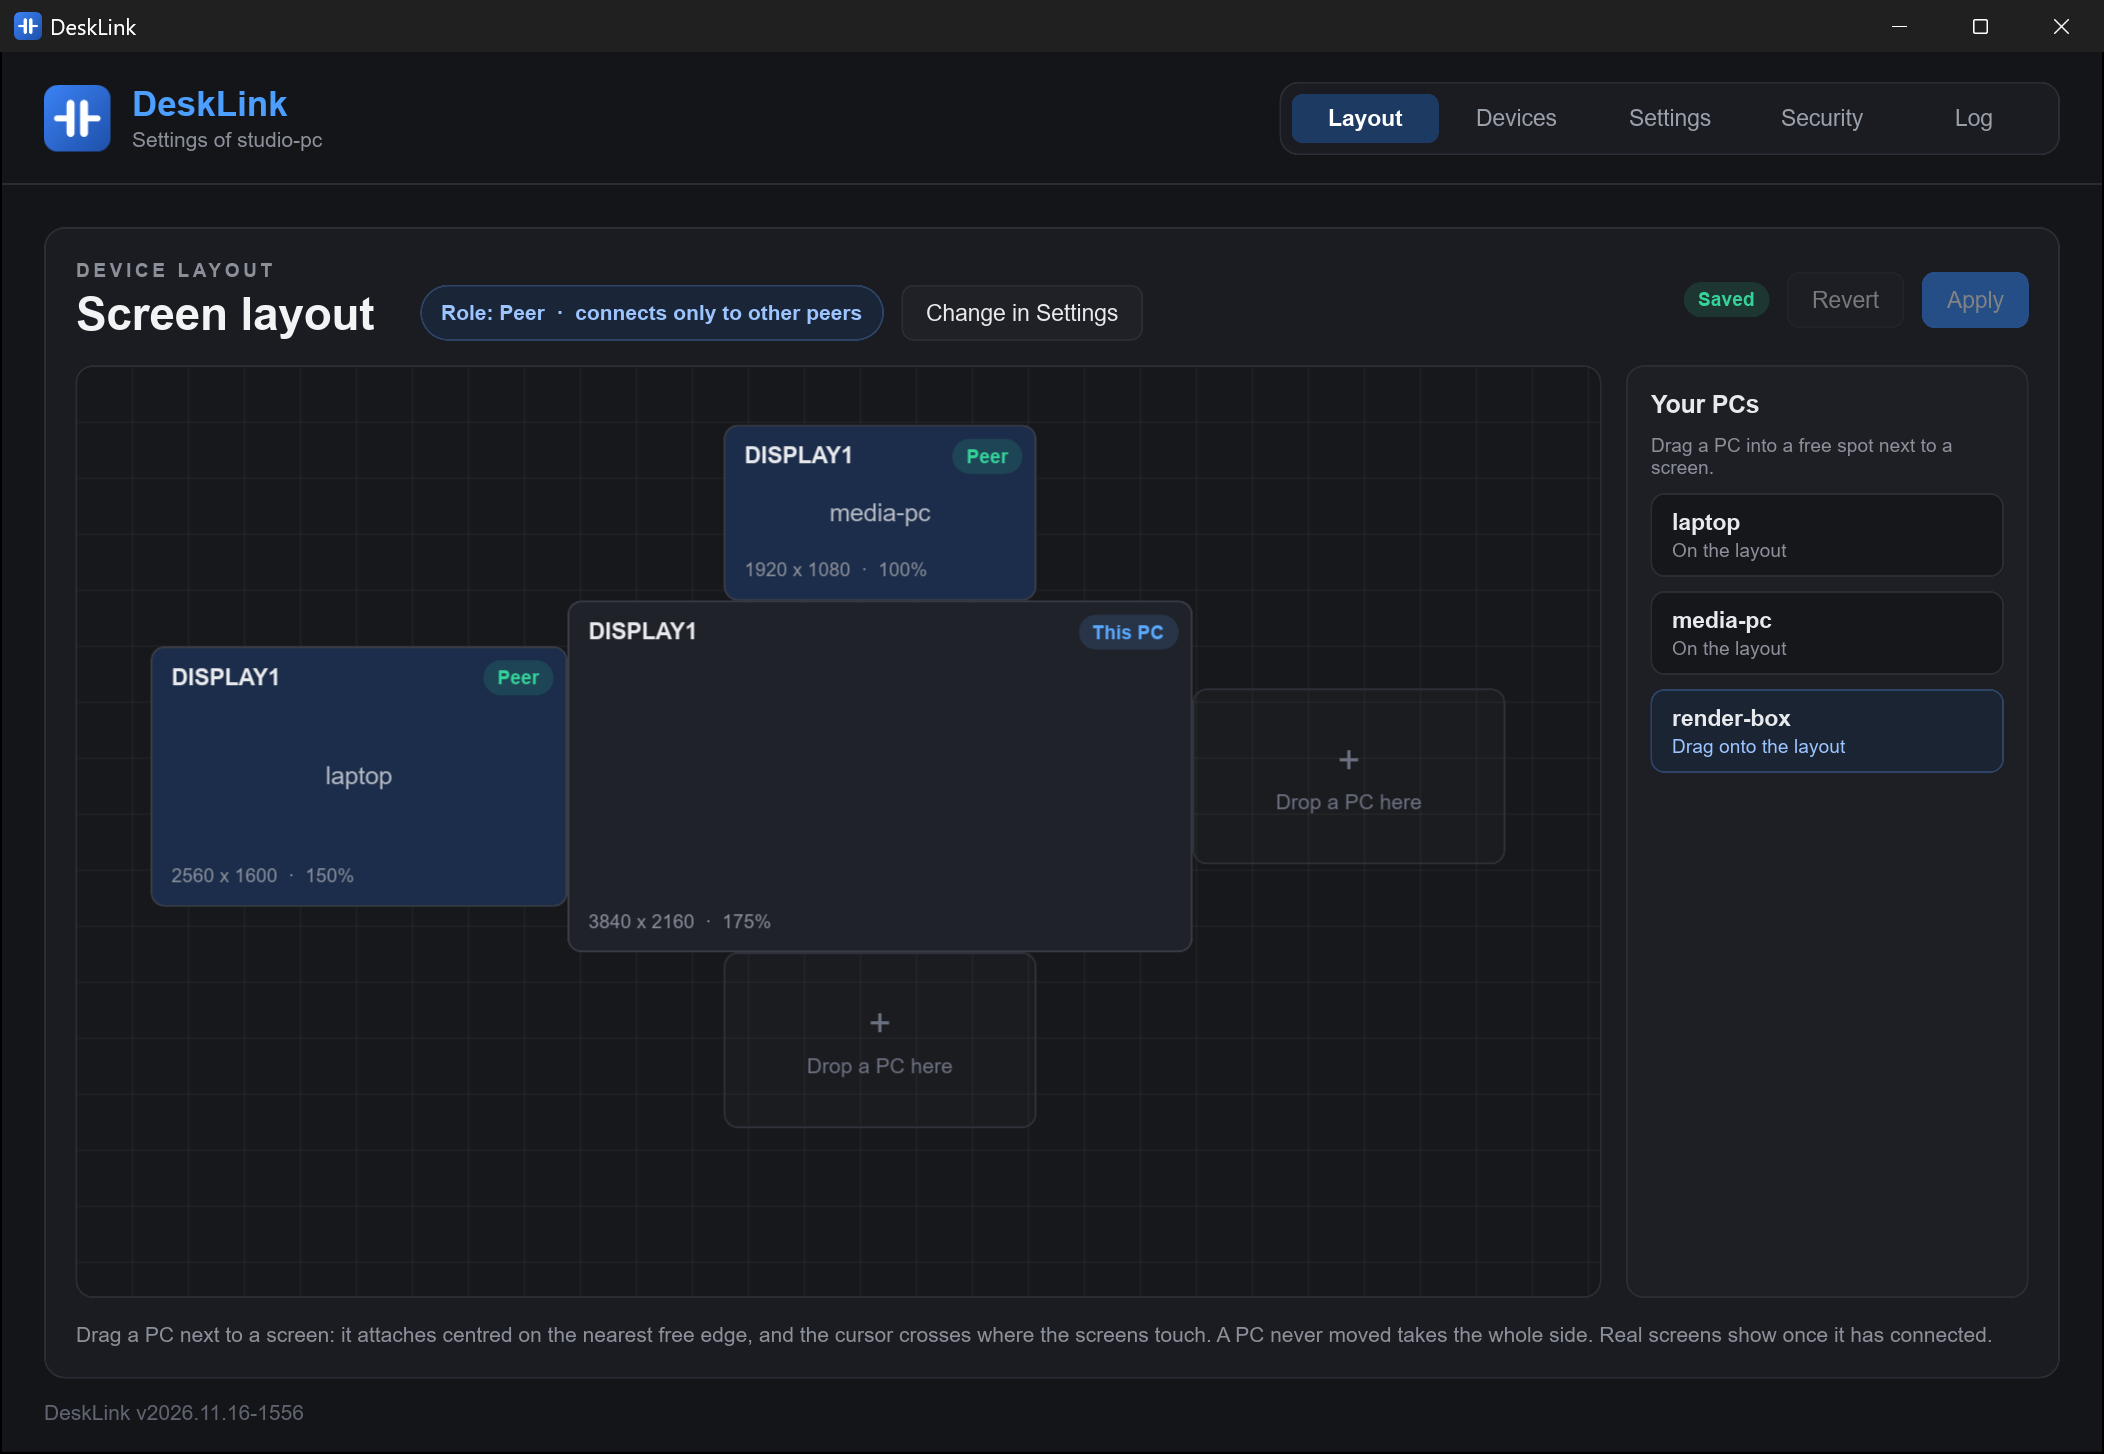 DeskLink
DeskLink
Settings of studio-pc
Layout
Devices
Settings
Security
Log
DEVICE LAYOUT
Screen layout
Role: Peer · connects only to other peers
Change in Settings
Saved
Revert
Apply
DISPLAY1
Peer
media-pc
1920 x 1080 · 100%
DISPLAY1
Peer
laptop
2560 x 1600 · 150%
DISPLAY1
This PC
3840 x 2160 · 175%
+
Drop a PC here
+
Drop a PC here
Your PCs
Drag a PC into a free spot next to a
screen.
laptop
On the layout
media-pc
On the layout
render-box
Drag onto the layout
Drag a PC next to a screen: it attaches centred on the nearest free edge, and the cursor crosses where the screens touch. A PC never moved takes the whole side. Real screens show once it has connected.
DeskLink v2026.11.16-1556